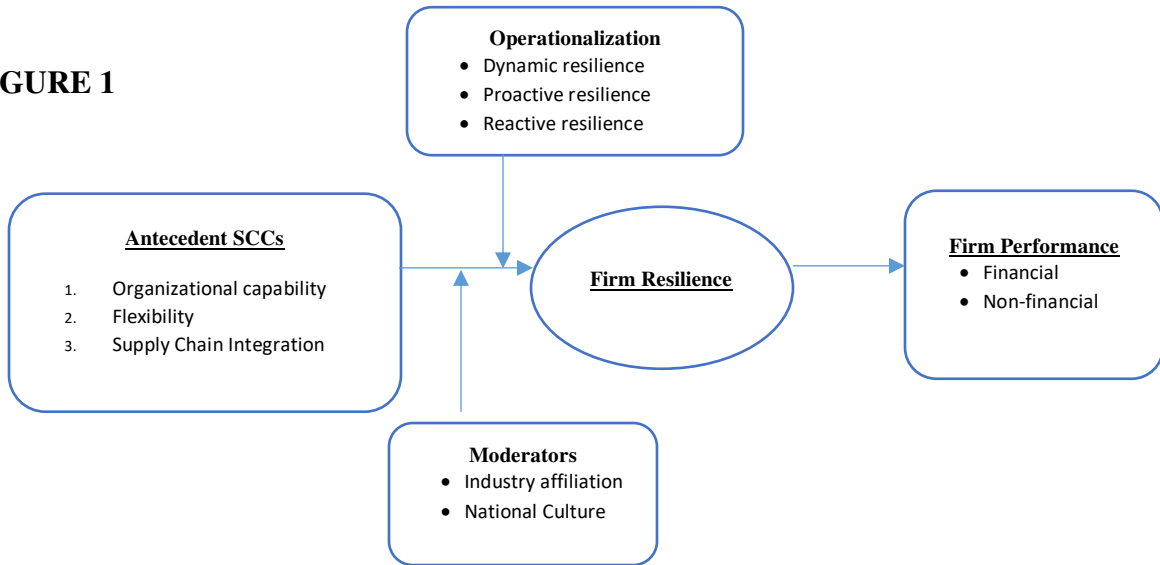 Operationalization
• Dynamic resilience
• Proactive resilience
• Reactive resilience
GURE 1
Antecedent SCCs
1. Organizational capability
2. Flexibility
3. Supply Chain Integration
Firm Resilience
Firm Performance
• Financial
• Non-financial
Moderators
• Industry affiliation
• National Culture